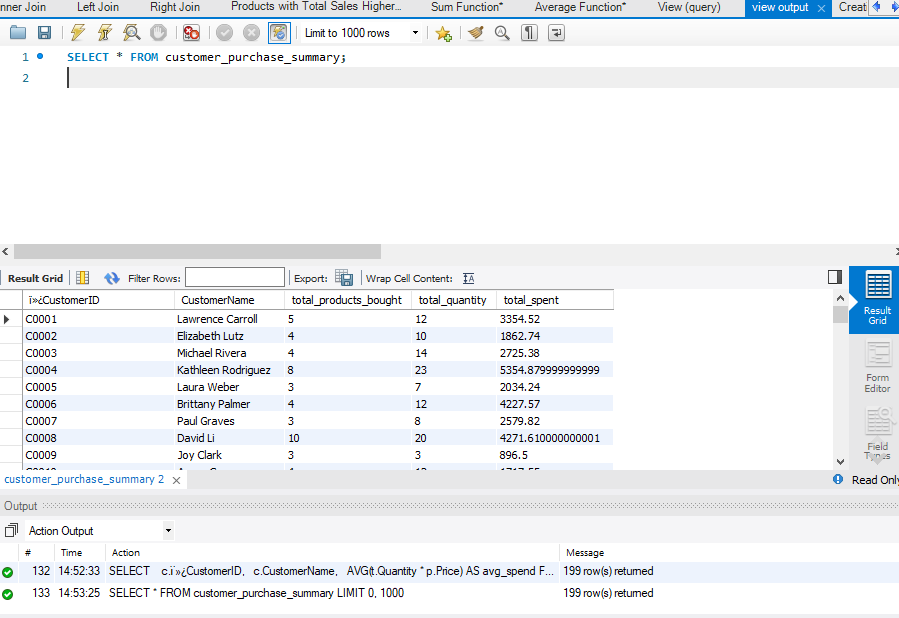 nner Join Left Join Right Join Products with Total Sales Higher... Sum Function* Average Function* View (query) view output Creat
Limit to 1000 rows
1 SELECT * FROM customer_purchase_summary;
2
Result Grid Filter Rows: Export: Wrap Cell Content:
ï»¿CustomerID CustomerName total_products_bought total_quantity total_spent
C0001 Lawrence Carroll 5 12 3354.52
C0002 Elizabeth Lutz 4 10 1862.74
C0003 Michael Rivera 4 14 2725.38
C0004 Kathleen Rodriguez 8 23 5354.879999999999
C0005 Laura Weber 3 7 2034.24
C0006 Brittany Palmer 4 12 4227.57
C0007 Paul Graves 3 8 2579.82
C0008 David Li 10 20 4271.610000000001
C0009 Joy Clark 3 3 896.5
Result
Grid
Form
Editor
Field
Types
customer_purchase_summary 2 Read Only
Output
Action Output
# Time Action Message
132 14:52:33 SELECT c.ï»¿CustomerID, c.CustomerName, AVG(t.Quantity * p.Price) AS avg_spend F... 199 row(s) returned
133 14:53:25 SELECT * FROM customer_purchase_summary LIMIT 0, 1000 199 row(s) returned